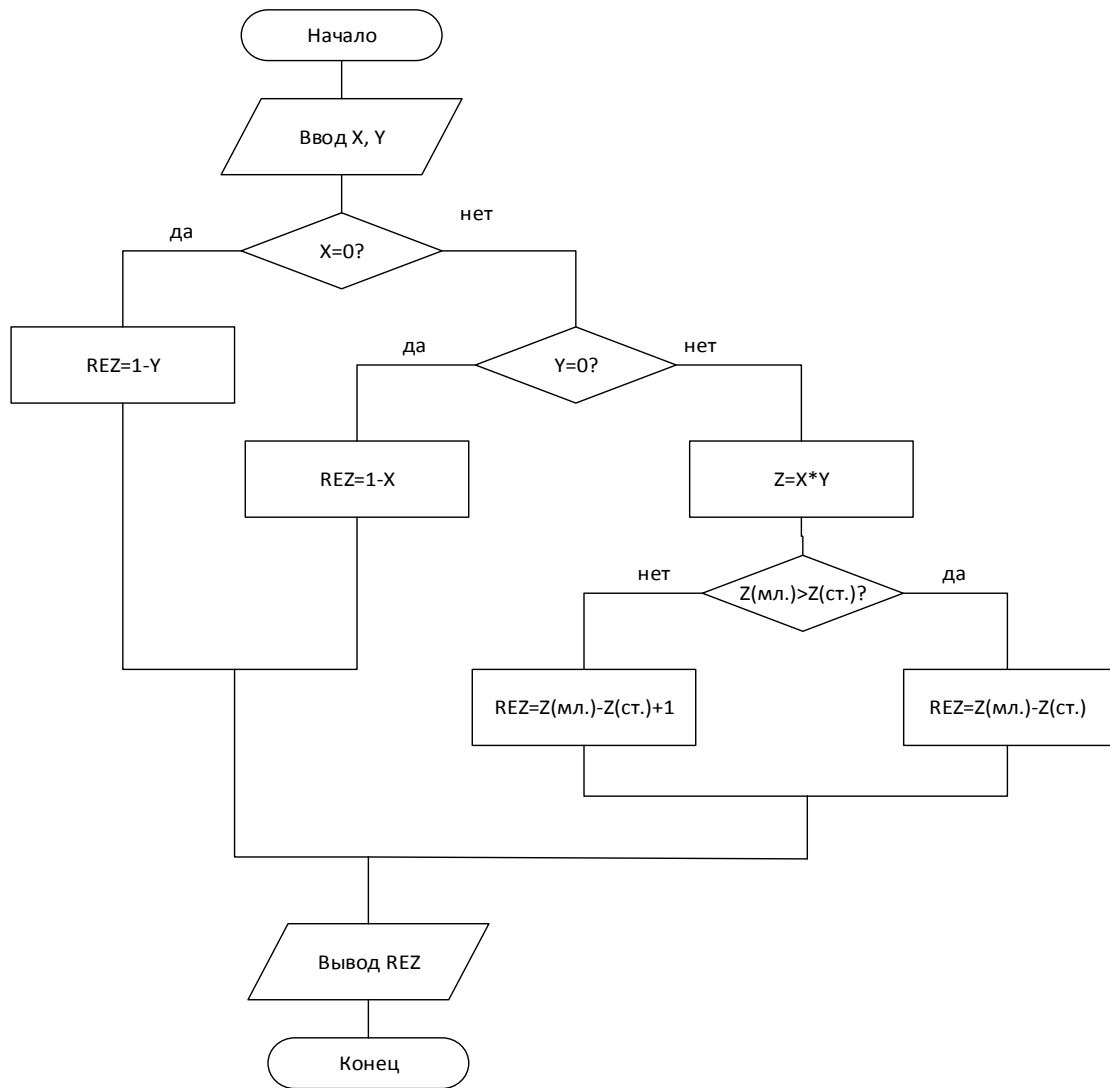 Начало
Ввод X, Y
да
нет
X=0?
REZ=1-Y
да
нет
Y=0?
REZ=1-X
Z=X*Y
нет
да
Z(мл.)>Z(ст.)?
REZ=Z(мл.)-Z(ст.)+1
REZ=Z(мл.)-Z(ст.)
Вывод REZ
Конец